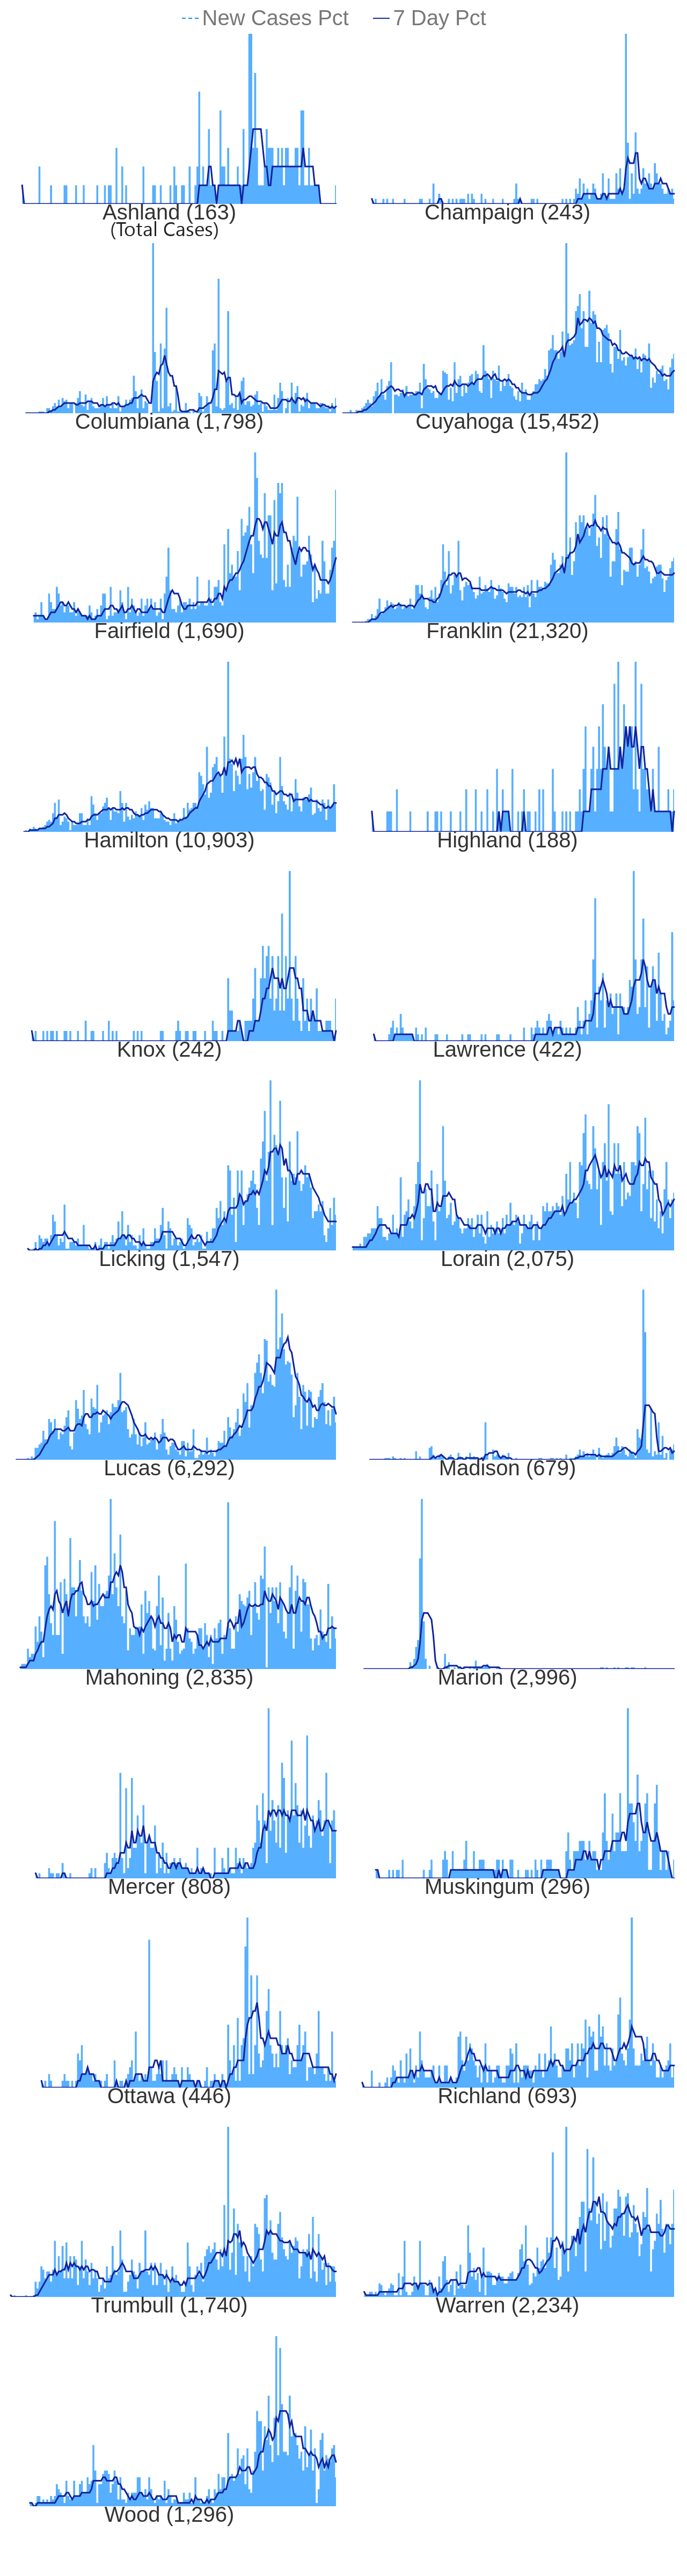 New Cases Pct 7 Day Pct
Ashland (163) Champaign (243)
(Total Cases)
Columbiana (1,798) Cuyahoga (15,452)
Fairfield (1,690) Franklin (21,320)
Hamilton (10,903) Highland (188)
Knox (242) Lawrence (422)
Licking (1,547) Lorain (2,075)
Lucas (6,292) Madison (679)
Mahoning (2,835) Marion (2,996)
Mercer (808) Muskingum (296)
Ottawa (446) Richland (693)
Trumbull (1,740) Warren (2,234)
Wood (1,296)